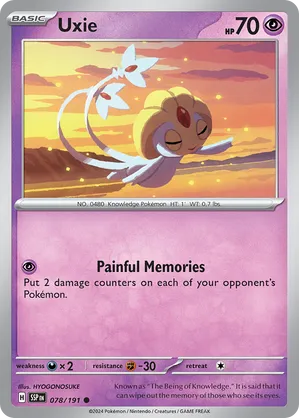 BASIC
Uxie
HP 70
NO. 0480 Knowledge Pokémon HT: 1' WT: 0.7 lbs.
Painful Memories
Put 2 damage counters on each of your opponent's
Pokémon.
weakness ×2 resistance -30 retreat
Illus. HYOGONOSUKE
H SSP EN 078/191
Known as "The Being of Knowledge." It is said that
it can wipe out the memory of those who see its eyes.
©2024 Pokémon / Nintendo / Creatures / GAME FREAK